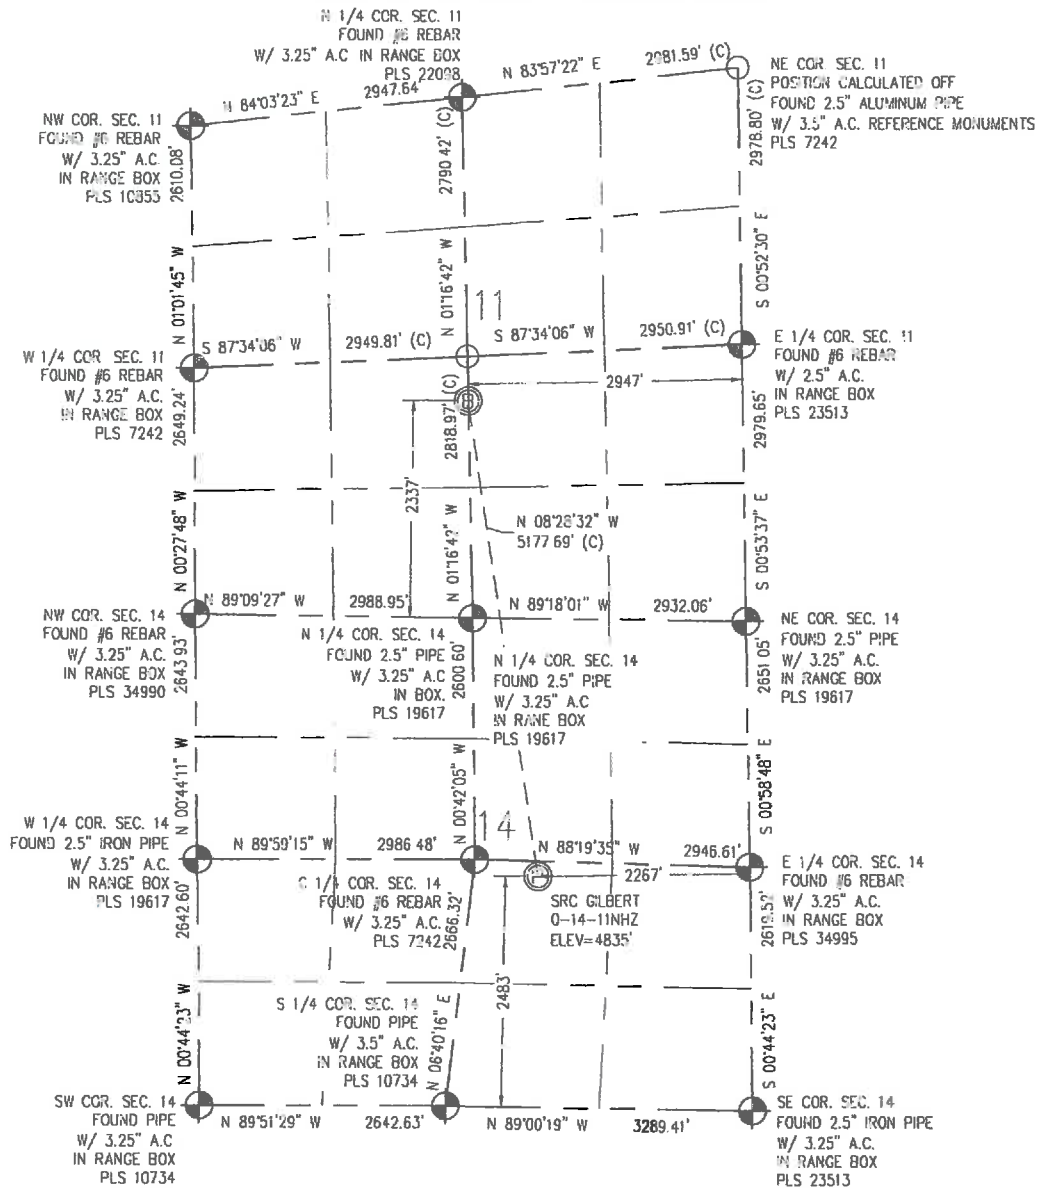 N 1/4 COR. SEC. 11
FOUND #6 REBAR
W/ 3.25" A.C IN RANGE BOX
PLS 22098
N 84°03'23" E
2947.64'
N 83°57'22" E
2981.59' (C)
NE COR SEC. 11
POSITION CALCULATED OFF
FOUND 2.5" ALUMINUM PIPE
W/ 3.5" A.C. REFERENCE MONUMENTS
PLS 7242
NW COR. SEC. 11
FOUND #6 REBAR
W/ 3.25" A.C.
IN RANGE BOX
PLS 10855
2610.08'
2790.42' (C)
2978.80' (C)
N 01°01'45" W
N 01°16'42" W
S 00°52'30" E
11
S 87°34'06" W
2949.81' (C)
S 87°34'06" W
2950.91' (C)
W 1/4 COR. SEC. 11
FOUND #6 REBAR
W/ 3.25" A.C.
IN RANGE BOX
PLS 7242
E 1/4 COR. SEC. 11
FOUND #6 REBAR
W/ 2.5" A.C.
IN RANGE BOX
PLS 23513
2947'
B
2649.24'
2818.97' (C)
2979.65'
2337'
N 08°28'32" W
5177.69' (C)
N 00°27'48" W
N 01°16'42" W
S 00°53'37" E
N 89°09'27" W
2988.95'
N 89°18'01" W
2932.06'
NW COR. SEC. 14
FOUND #6 REBAR
W/ 3.25" A.C.
IN RANGE BOX
PLS 34990
N 1/4 COR. SEC. 14
FOUND 2.5" PIPE
W/ 3.25" A.C
IN BOX.
PLS 19617
N 1/4 COR. SEC. 14
FOUND 2.5" PIPE
W/ 3.25" A.C
IN RANE BOX
PLS 19617
NE COR SEC. 14
FOUND 2.5" PIPE
W/ 3.25" A.C.
IN RANGE BOX
PLS 19617
2643.93'
2600.60'
2651.05'
N 00°44'11" W
N 00°42'05" W
S 00°58'48" E
14
W 1/4 COR. SEC. 14
FOUND 2.5" IRON PIPE
W/ 3.25" A.C.
IN RANGE BOX
PLS 19617
N 89°59'15" W
2986.48'
N 88°19'35" W
2946.61'
2267'
C 1/4 COR. SEC. 14
FOUND #6 REBAR
W/ 3.25" A.C.
PLS 7242
SRC GILBERT
O-14-11NHZ
ELEV=4835'
E 1/4 COR. SEC. 14
FOUND #6 REBAR
W/ 3.25" A.C.
IN RANGE BOX
PLS 34995
2642.60'
2666.32'
2483'
N 00°44'23" W
N 06°40'16" E
S 00°44'23" E
S 1/4 COR. SEC. 14
FOUND PIPE
W/ 3.5" A.C.
IN RANGE BOX
PLS 10734
SW COR. SEC. 14
FOUND PIPE
W/ 3.25" A.C
IN RANGE BOX
PLS 10734
N 89°51'29" W
2642.63'
N 89°00'19" W
3289.41'
SE COR. SEC. 14
FOUND 2.5" IRON PIPE
W/ 3.25" A.C.
IN RANGE BOX
PLS 23513